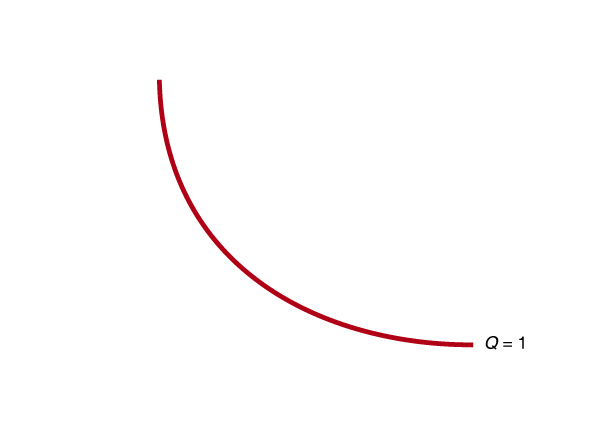 Q = 1